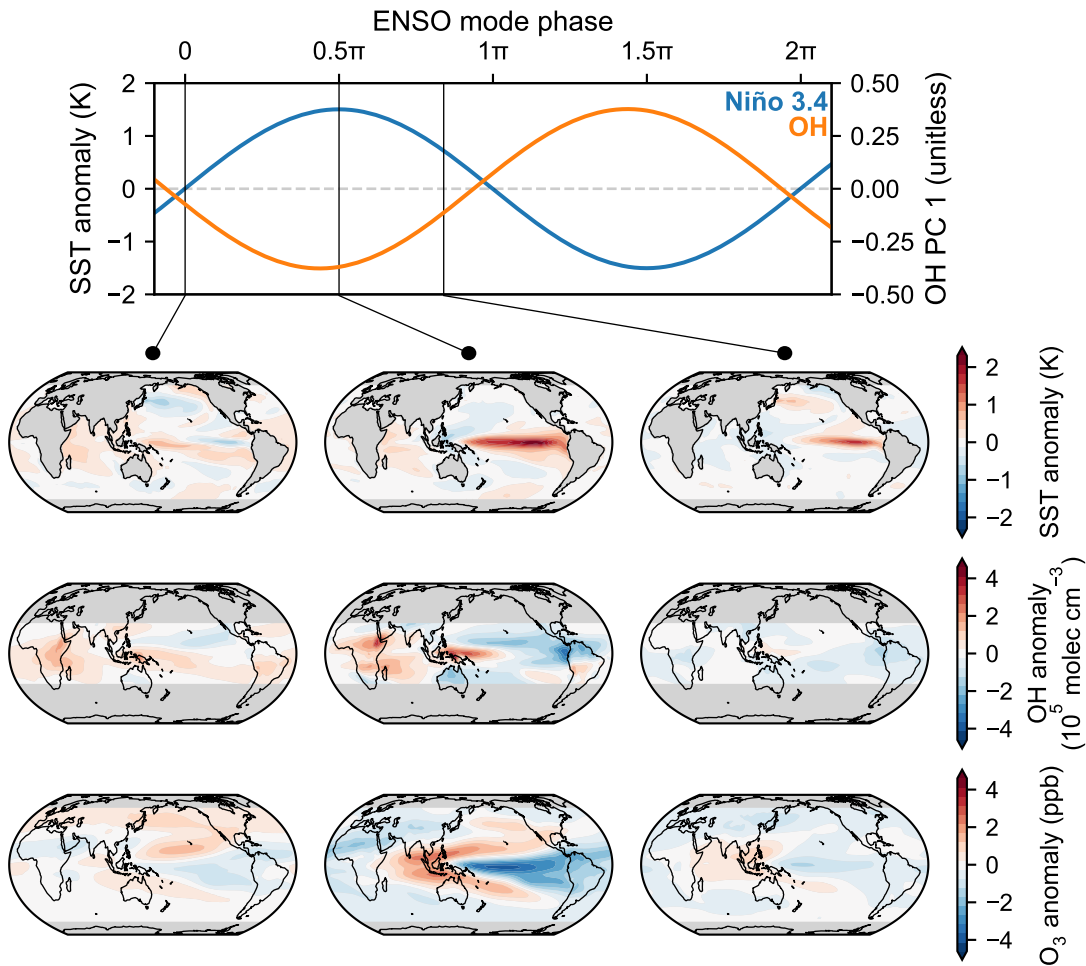 ENSO mode phase
0 0.5π 1π 1.5π 2π
SST anomaly (K)
2
1
0
−1
−2
Niño 3.4
OH
0.50
0.25
0.00
−0.25
−0.50
OH PC 1 (unitless)
2
1
0
−1
−2
SST anomaly (K)
4
2
0
−2
−4
OH anomaly
(10⁵ molec cm⁻³)
4
2
0
−2
−4
O₃ anomaly (ppb)